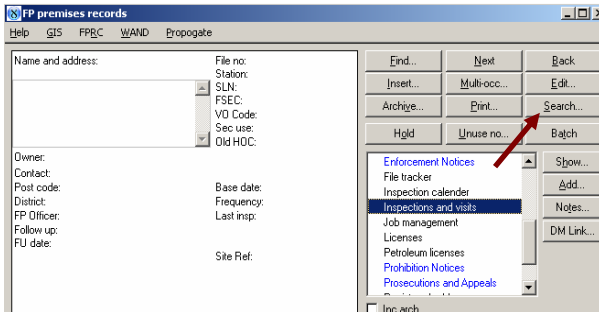 FP premises records
Help GIS FPRC WAND Propogate
Name and address:
File no:
Station:
SLN:
FSEC:
VO Code:
Sec use:
Old HOC:
Owner:
Contact:
Post code:
Base date:
District:
Frequency:
FP Officer:
Last insp:
Follow up:
FU date:
Site Ref:
Find... Next Back
Insert... Multi-occ... Edit...
Archive... Print... Search...
Hold Unuse no... Batch
Enforcement Notices
File tracker
Inspection calender
Inspections and visits
Job management
Licenses
Petroleum licenses
Prohibition Notices
Prosecutions and Appeals
Show...
Add...
Notes...
DM Link...
Inc arch